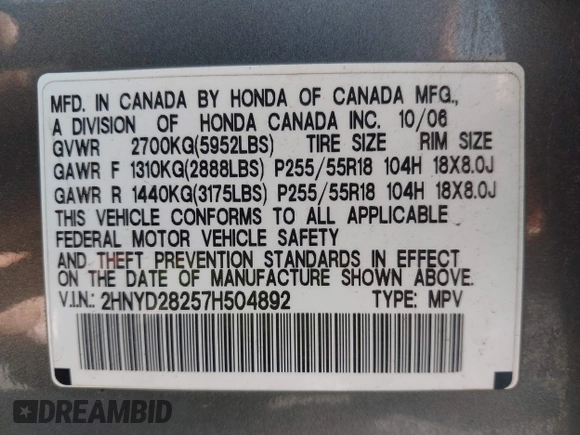 MFD. IN CANADA BY HONDA OF CANADA MFG.,
A DIVISION OF HONDA CANADA INC. 10/06
GVWR 2700KG(5952LBS) TIRE SIZE RIM SIZE
GAWR F 1310KG(2888LBS) P255/55R18 104H 18X8.0J
GAWR R 1440KG(3175LBS) P255/55R18 104H 18X8.0J
THIS VEHICLE CONFORMS TO ALL APPLICABLE
FEDERAL MOTOR VEHICLE SAFETY
AND THEFT PREVENTION STANDARDS IN EFFECT
ON THE DATE OF MANUFACTURE SHOWN ABOVE.
V.I.N.: 2HNYD28257H504892 TYPE: MPV
DREAMBID